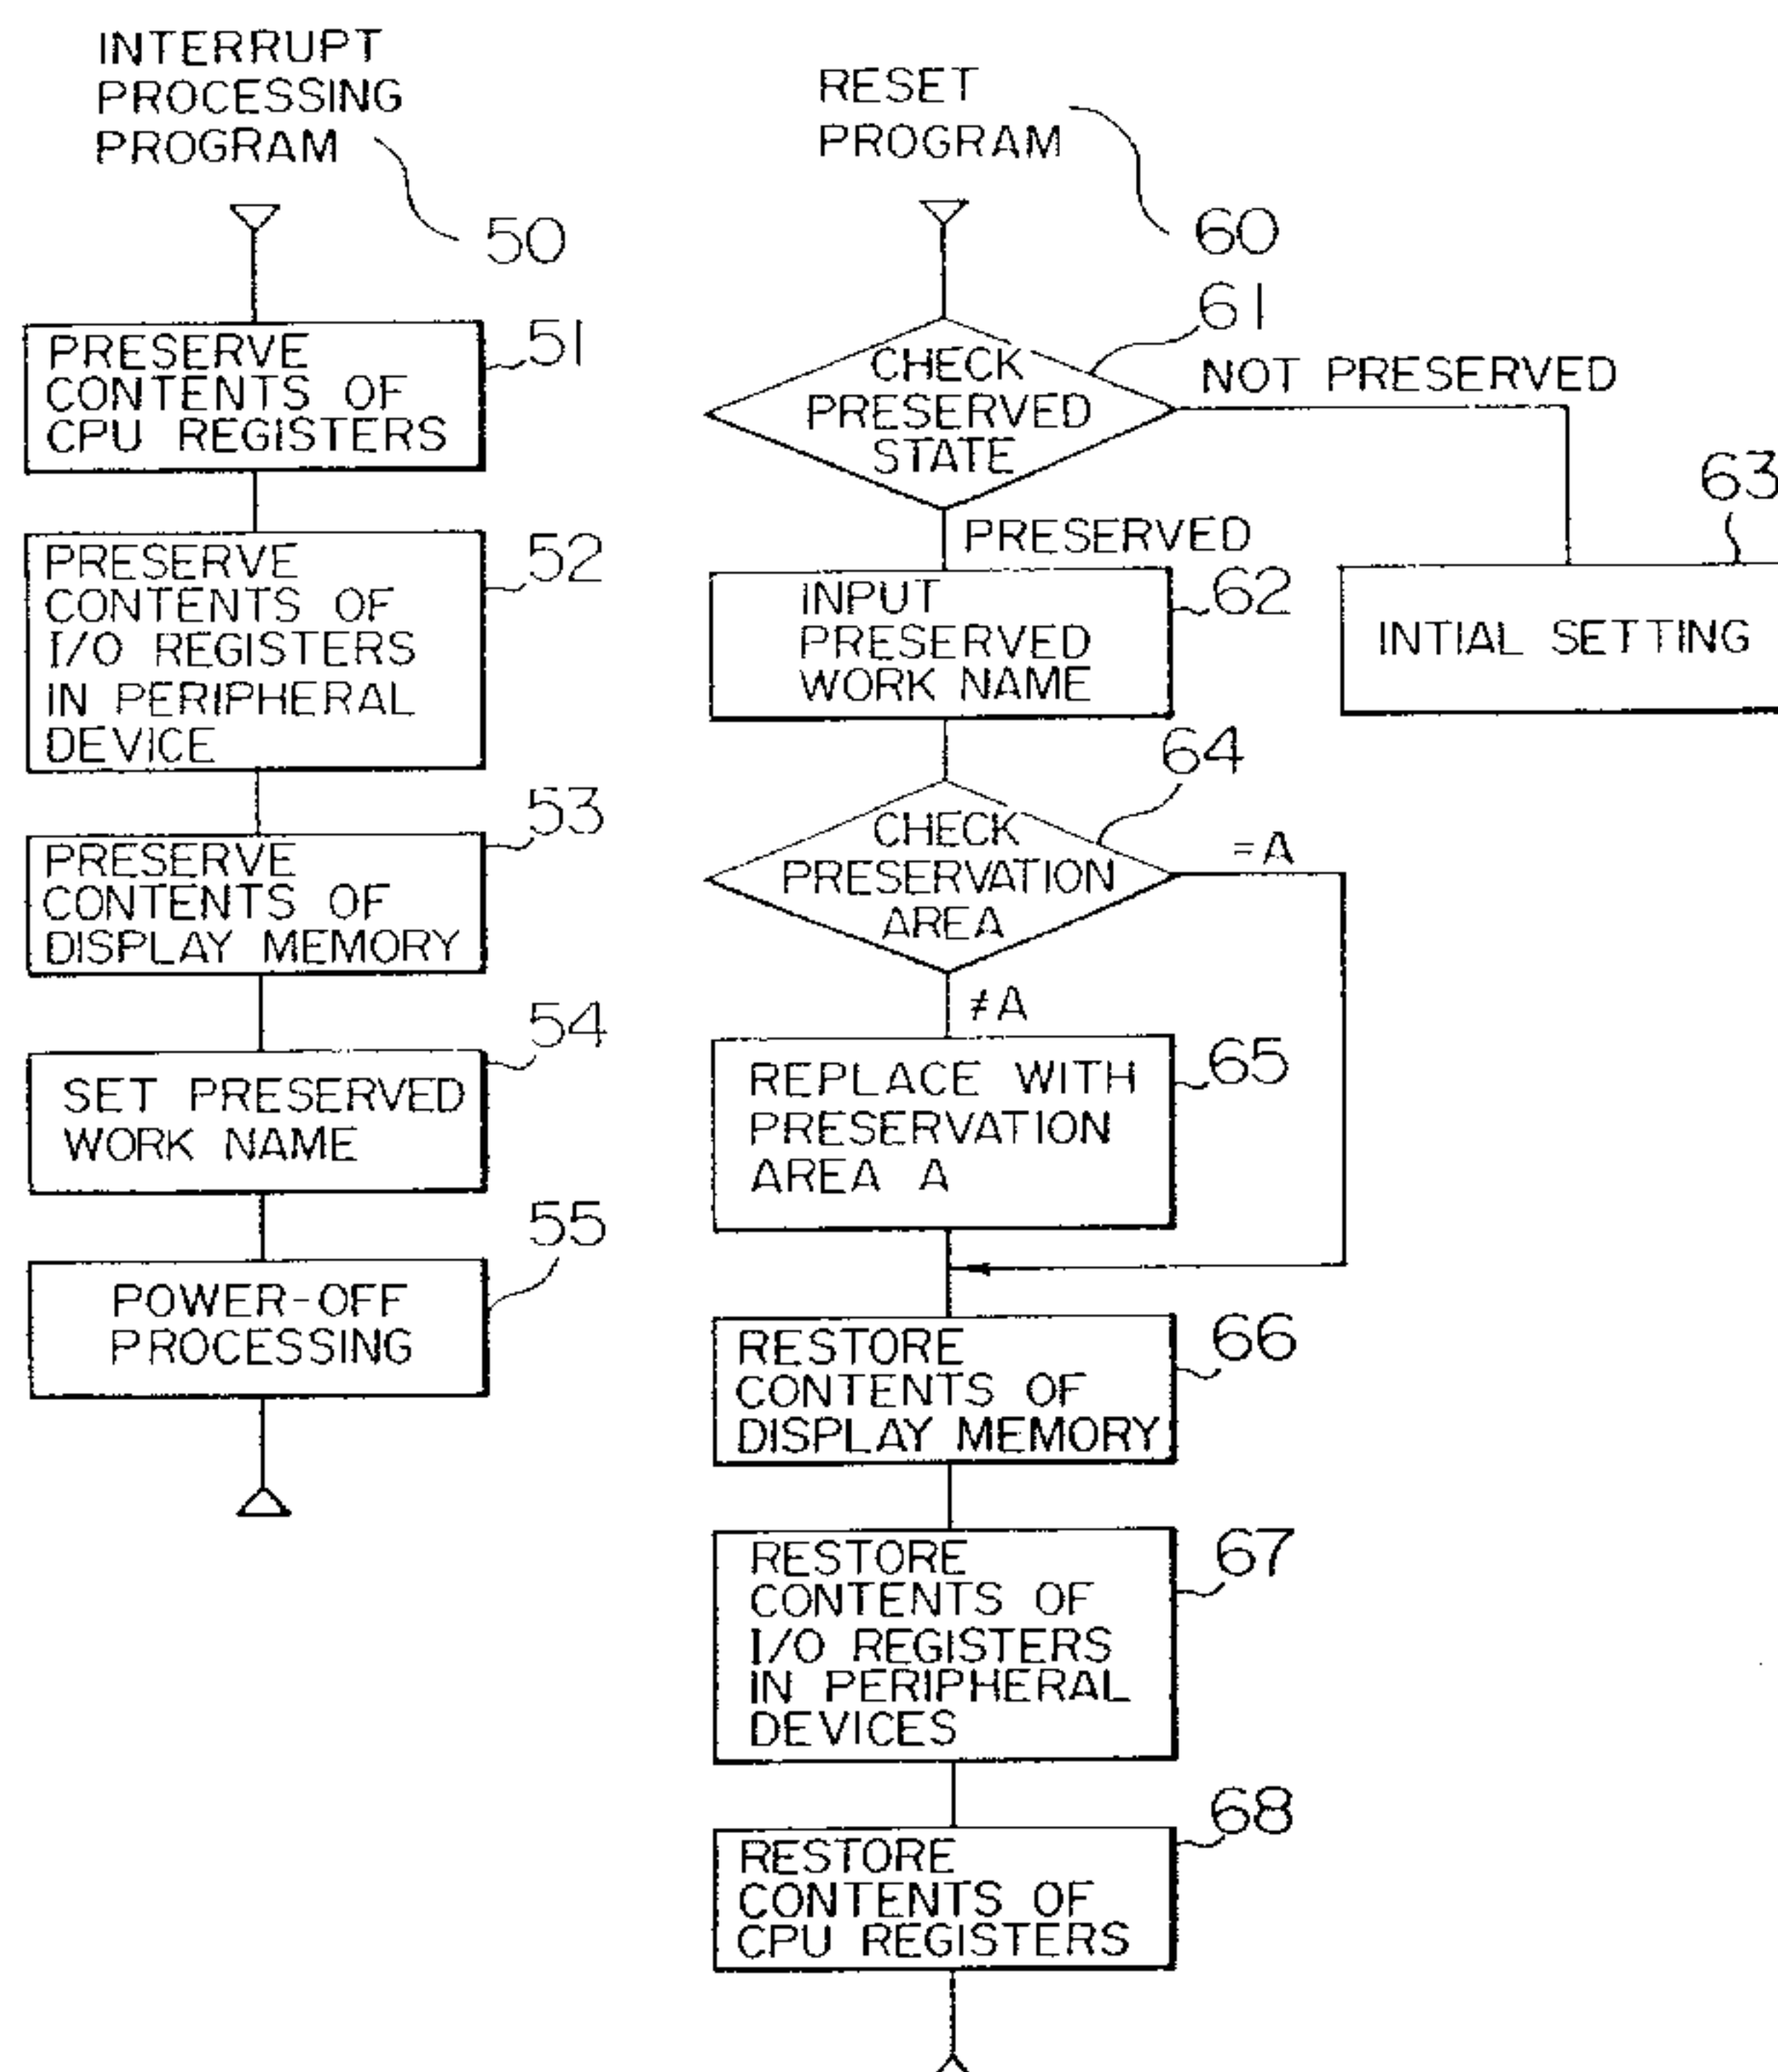 INTERRUPT
PROCESSING
PROGRAM
50
51
PRESERVE
CONTENTS OF
CPU REGISTERS
52
PRESERVE
CONTENTS OF
I/O REGISTERS
IN PERIPHERAL
DEVICE
53
PRESERVE
CONTENTS OF
DISPLAY MEMORY
54
SET PRESERVED
WORK NAME
55
POWER-OFF
PROCESSING
RESET
PROGRAM
60
61
CHECK
PRESERVED
STATE
NOT PRESERVED
63
INTIAL SETTING
PRESERVED
62
INPUT
PRESERVED
WORK NAME
64
CHECK
PRESERVATION
AREA
=A
≠A
65
REPLACE WITH
PRESERVATION
AREA A
66
RESTORE
CONTENTS OF
DISPLAY MEMORY
67
RESTORE
CONTENTS OF
I/O REGISTERS
IN PERIPHERAL
DEVICES
68
RESTORE
CONTENTS OF
CPU REGISTERS